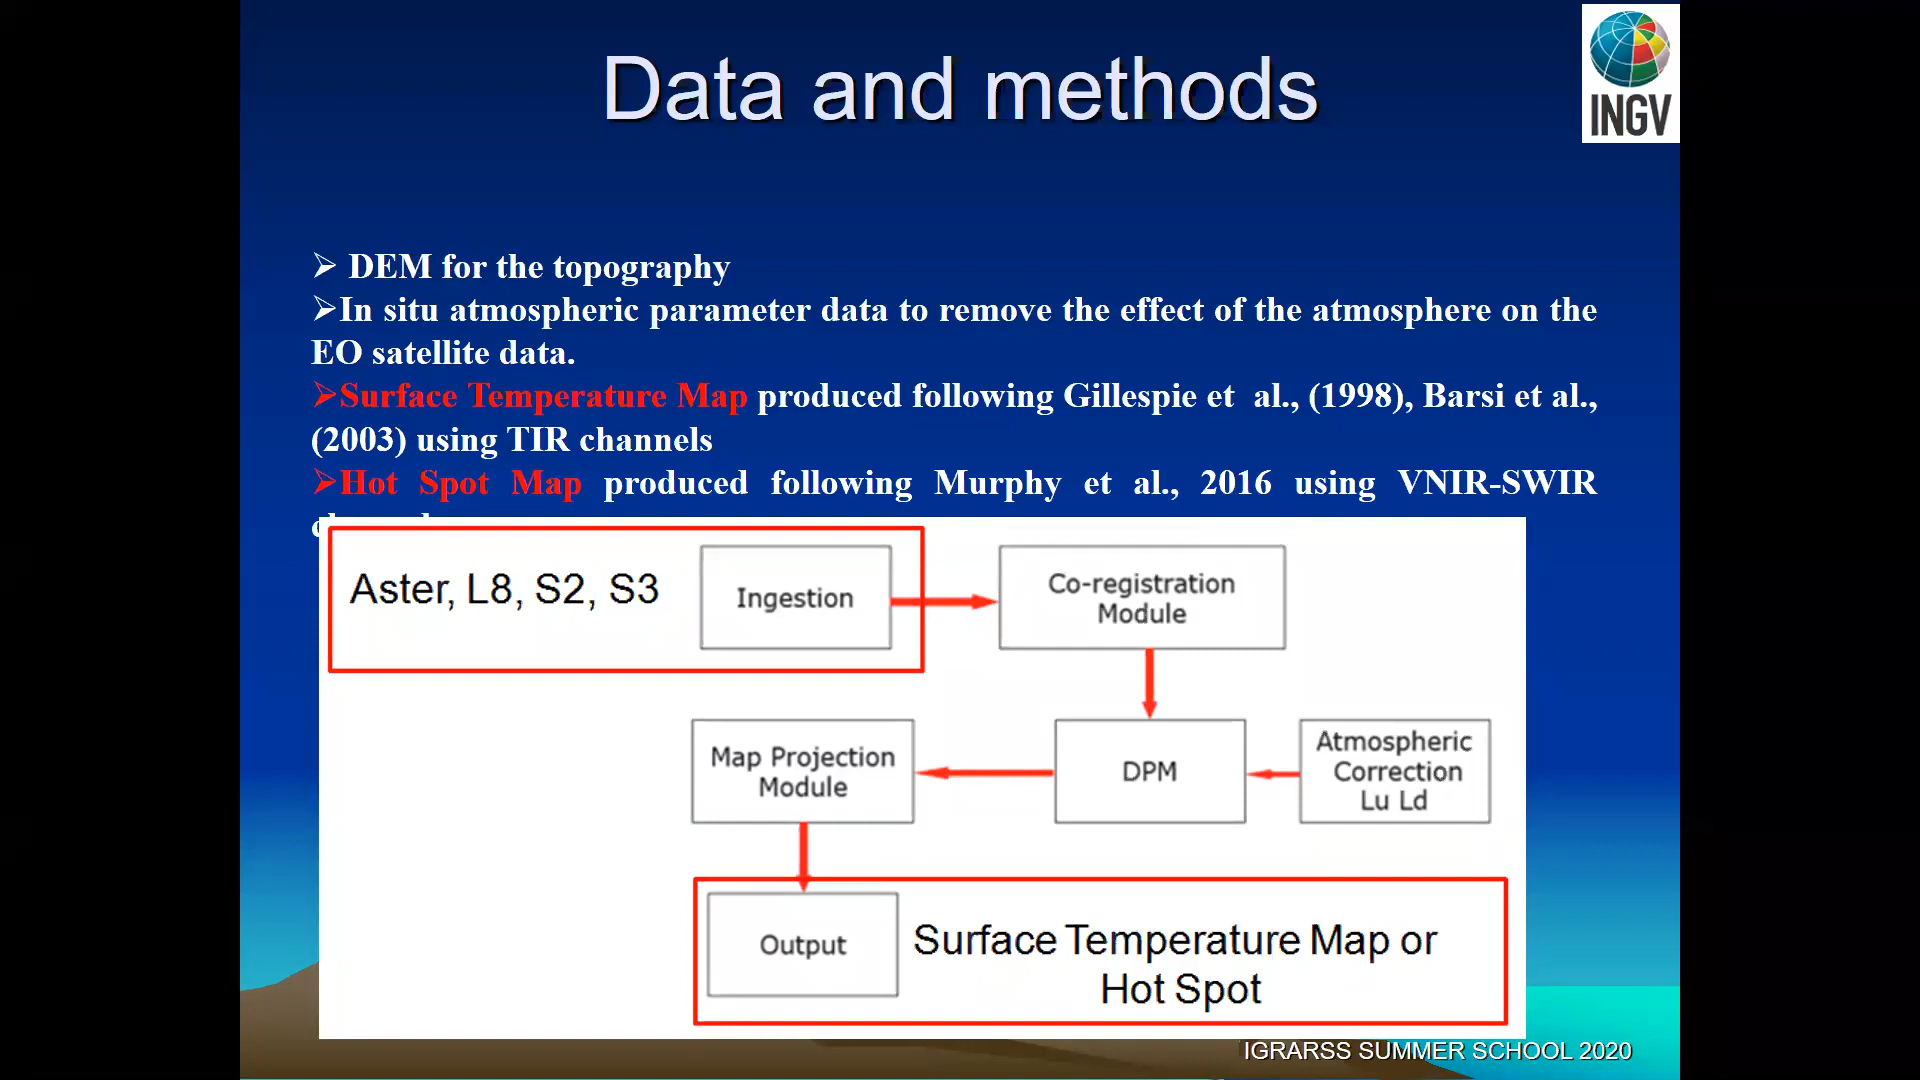 Data and methods
INGV
➢ DEM for the topography
➢In situ atmospheric parameter data to remove the effect of the atmosphere on the
EO satellite data.
➢Surface Temperature Map produced following Gillespie et al., (1998), Barsi et al.,
(2003) using TIR channels
➢Hot Spot Map produced following Murphy et al., 2016 using VNIR-SWIR
Aster, L8, S2, S3
Ingestion
Co-registration
Module
Map Projection
Module
DPM
Atmospheric
Correction
Lu Ld
Output
Surface Temperature Map or
Hot Spot
IGRARSS SUMMER SCHOOL 2020